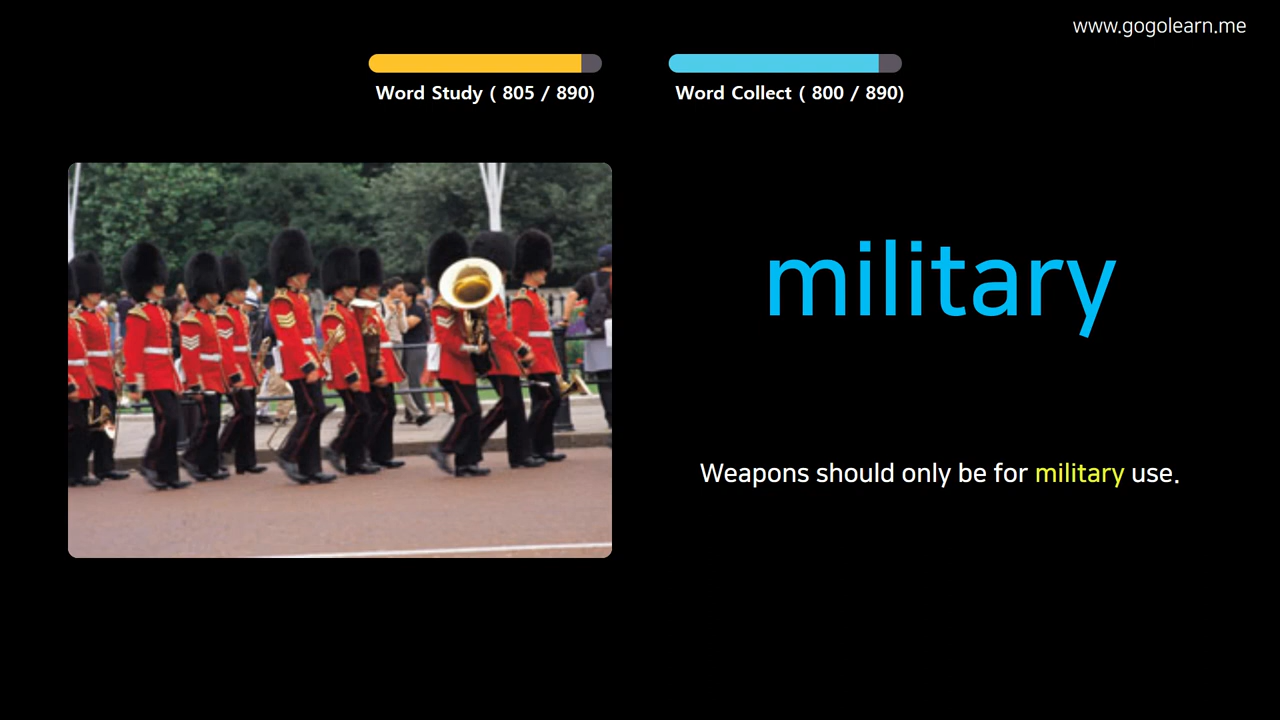 www.gogolearn.me
Word Study ( 805 / 890)
Word Collect ( 800 / 890)
military
Weapons should only be for military use.